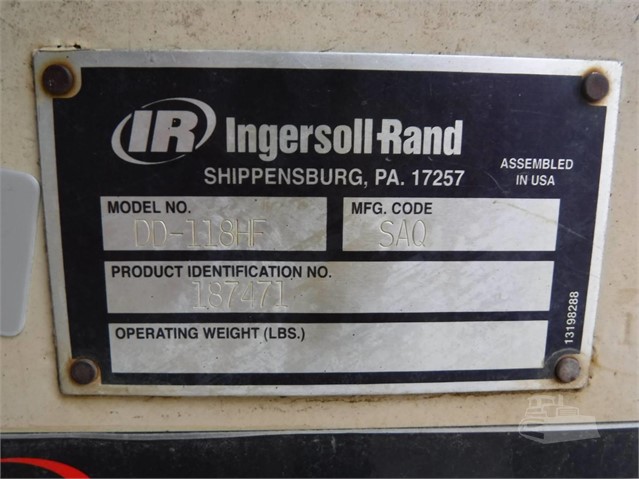 IR Ingersoll-Rand
SHIPPENSBURG, PA. 17257
ASSEMBLED
IN USA
MODEL NO.
DD-118HF
MFG. CODE
SAQ
PRODUCT IDENTIFICATION NO.
187471
OPERATING WEIGHT (LBS.)
13198288